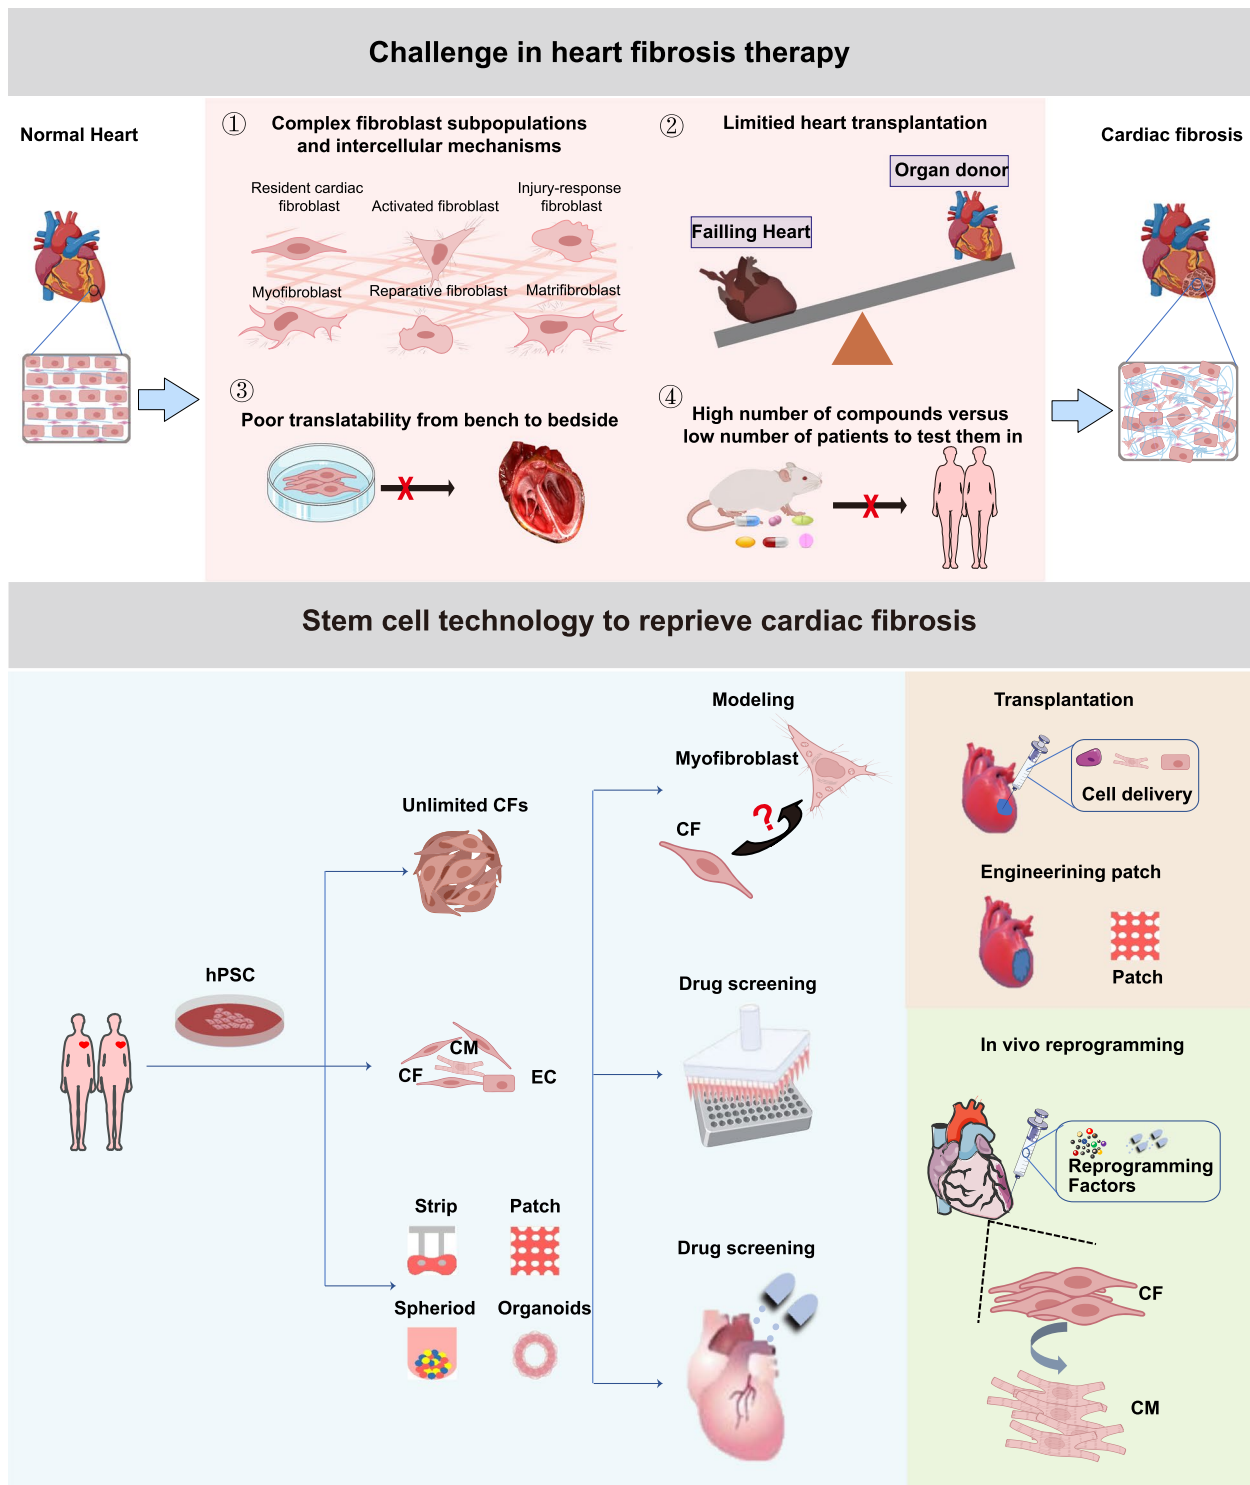 Challenge in heart fibrosis therapy
Normal Heart
①
Complex fibroblast subpopulations
and intercellular mechanisms
Resident cardiac
fibroblast
Activated fibroblast
Injury-response
fibroblast
Myofibroblast
Reparative fibroblast
Matrifibroblast
②
Limitied heart transplantation
Organ donor
Failling Heart
Cardiac fibrosis
③
Poor translatability from bench to bedside
X
④
High number of compounds versus
low number of patients to test them in
X
Stem cell technology to reprieve cardiac fibrosis
hPSC
Unlimited CFs
CM
CF
EC
Strip
Patch
Spheriod
Organoids
Modeling
Myofibroblast
?
CF
Drug screening
Drug screening
Transplantation
Cell delivery
Engineerining patch
Patch
In vivo reprogramming
Reprogramming
Factors
CF
CM